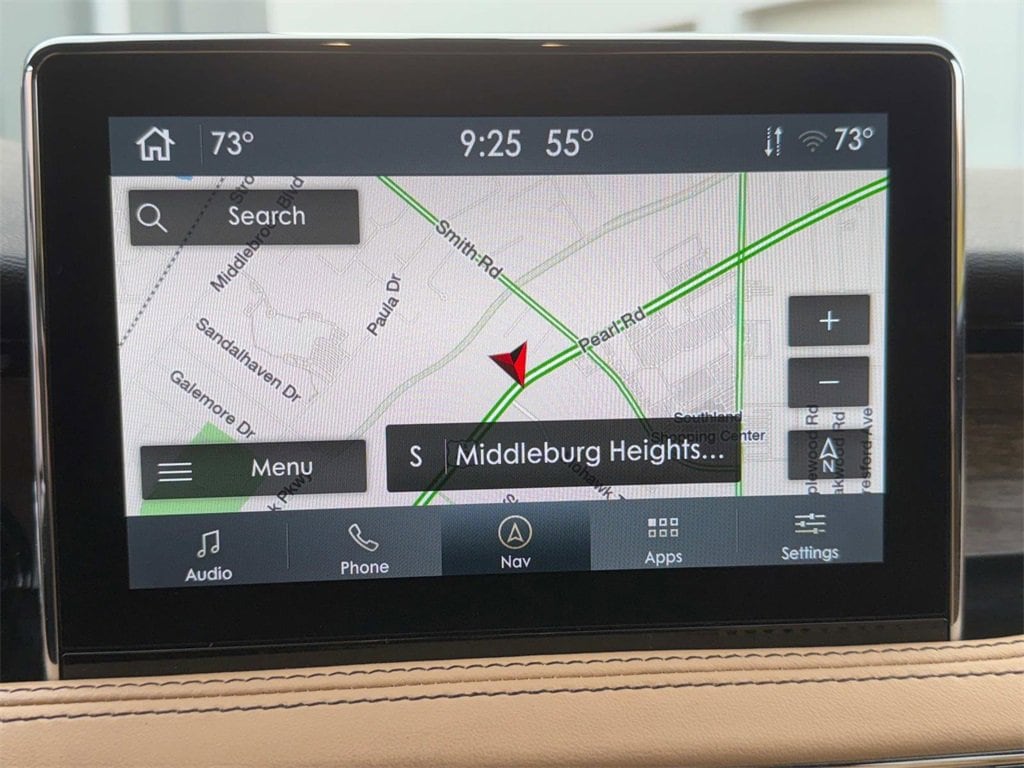 73°
9:25 55°
73°
Search
Middlebrook Blvd
Smith Rd
Paula Dr
Pearl Rd
Sandalhaven Dr
Galemore Dr
+
−
N
Southland
Shopping Center
Menu
S Middleburg Heights...
Audio
Phone
Nav
Apps
Settings